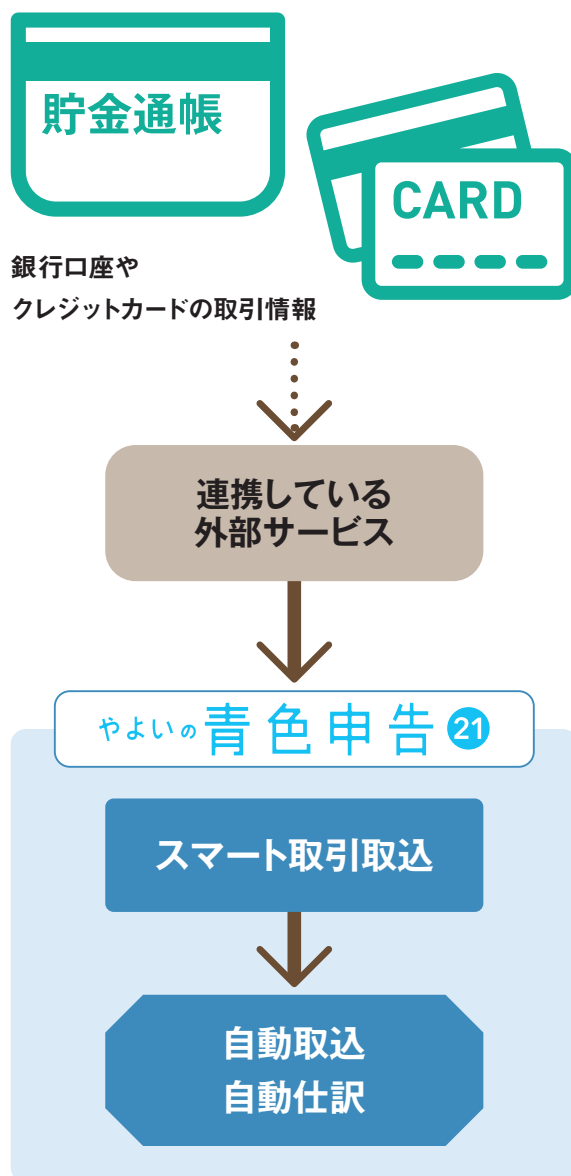 貯金通帳
CARD
銀行口座や
クレジットカードの取引情報
連携している
外部サービス
やよいの青色申告21
スマート取引取込
自動取込
自動仕訳